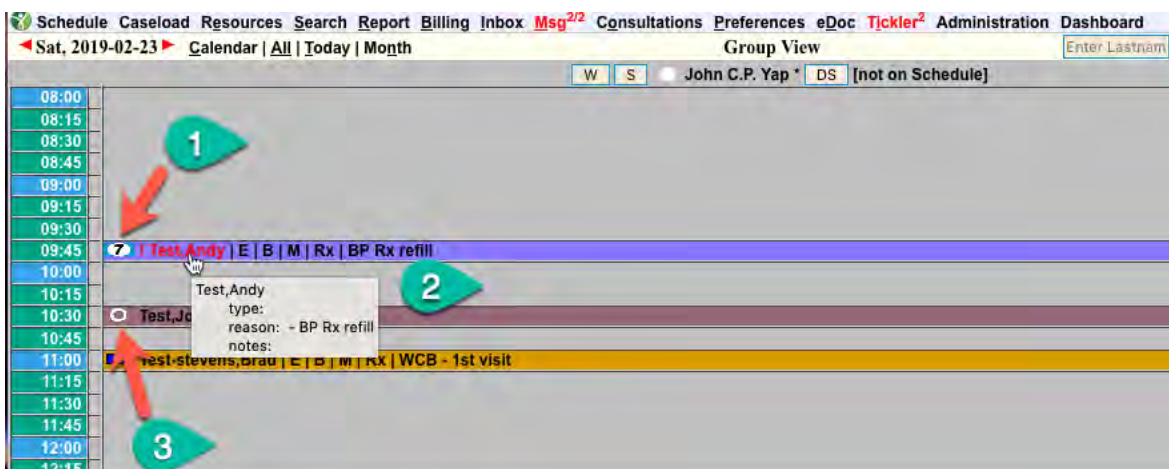 Schedule Caseload Resources Search Report Billing Inbox Msg2/2 Consultations Preferences eDoc Tickler2 Administration Dashboard
Sat, 2019-02-23 Calendar | All | Today | Month Group View Enter Lastnam
W S John C.P. Yap * DS [not on Schedule]
08:00
08:15
08:30
1
08:45
09:00
09:15
09:30
09:45 7 ! Test,Andy | E | B | M | Rx | BP Rx refill
10:00
Test,Andy
10:15
type:
2
10:30 Test,Jo
reason: - BP Rx refill
10:45
notes:
11:00 Test-stevens,Brad | E | B | M | Rx | WCB - 1st visit
11:15
11:30
11:45
3
12:00
12:15